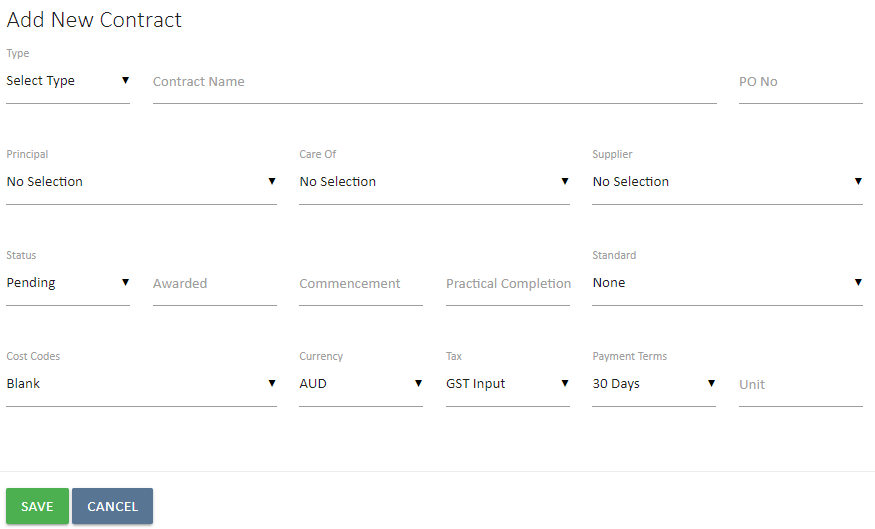 Add New Contract
Type
Select Type ▼ Contract Name PO No
Principal Care Of Supplier
No Selection ▼ No Selection ▼ No Selection ▼
Status Standard
Pending ▼ Awarded Commencement Practical Completion None ▼
Cost Codes Currency Tax Payment Terms
Blank ▼ AUD ▼ GST Input ▼ 30 Days ▼ Unit
SAVE CANCEL